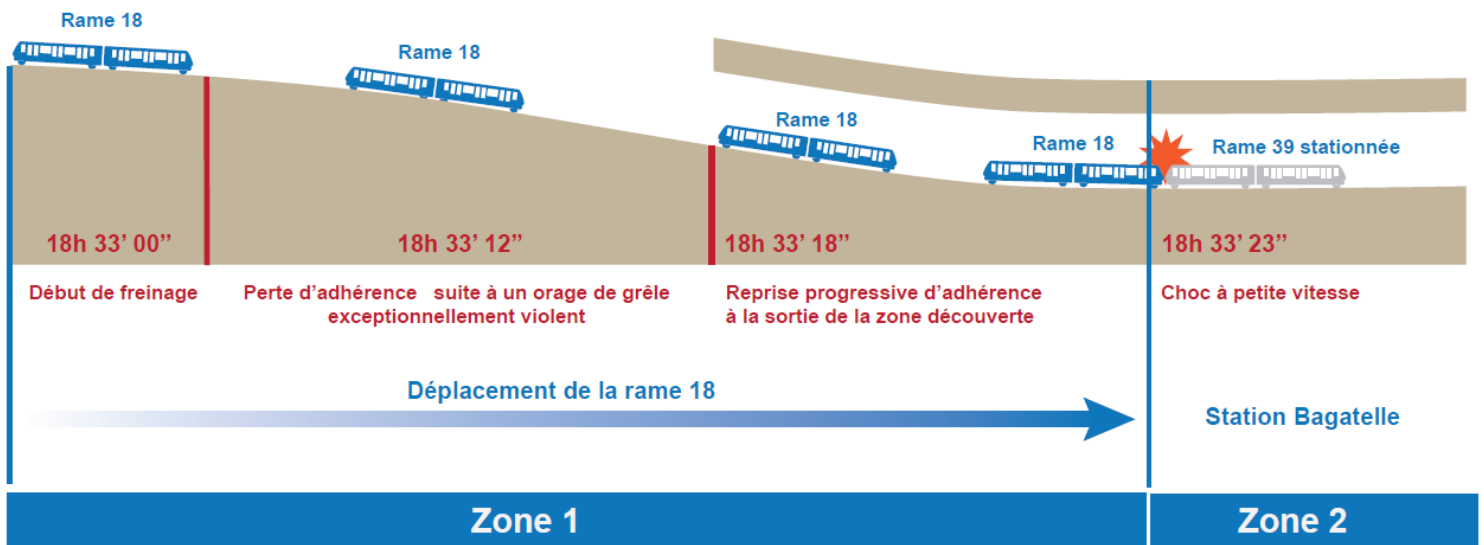 Rame 18
Rame 18
Rame 18
Rame 18
Rame 39 stationnée
18h 33’ 00’’
18h 33’ 12’’
18h 33’ 18’’
18h 33’ 23’’
Début de freinage
Perte d’adhérence suite à un orage de grêle
exceptionnellement violent
Reprise progressive d’adhérence
à la sortie de la zone découverte
Choc à petite vitesse
Déplacement de la rame 18
Station Bagatelle
Zone 1
Zone 2